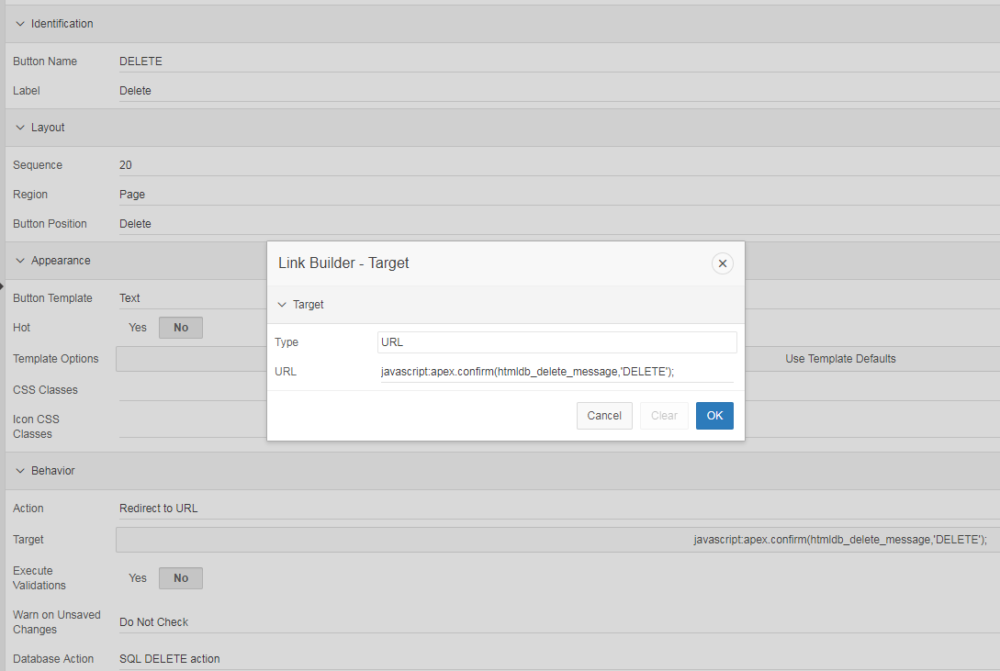 Identification
Button Name DELETE
Label Delete
Layout
Sequence 20
Region Page
Button Position Delete
Appearance
Button Template Text
Hot Yes No
Template Options Use Template Defaults
CSS Classes
Icon CSS
Classes
Link Builder - Target
Target
Type URL
URL javascript:apex.confirm(htmldb_delete_message,'DELETE');
Cancel Clear OK
Behavior
Action Redirect to URL
Target javascript:apex.confirm(htmldb_delete_message,'DELETE');
Execute
Validations Yes No
Warn on Unsaved
Changes Do Not Check
Database Action SQL DELETE action